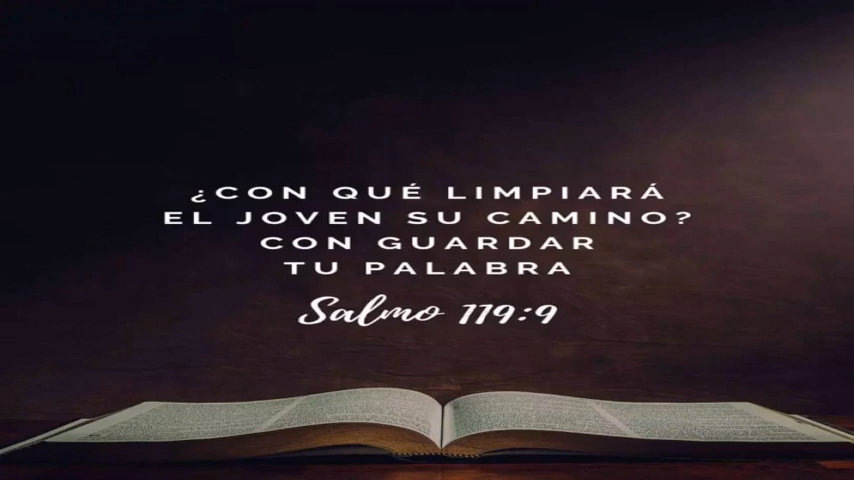 ¿CON QUÉ LIMPIARÁ
EL JOVEN SU CAMINO?
CON GUARDAR
TU PALABRA
Salmo 119:9